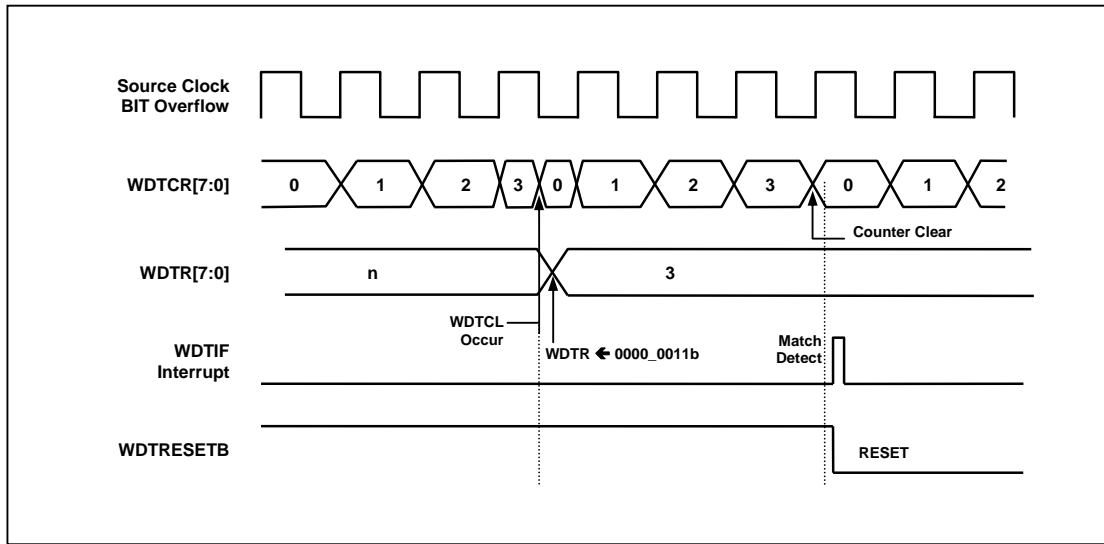 Source Clock
BIT Overflow
WDTCR[7:0]
0 1 2 3 0 1 2 3 0 1 2
Counter Clear
WDTR[7:0]
n 3
WDTCL
Occur
WDTR ← 0000_0011b
Match
Detect
WDTIF
Interrupt
WDTRESETB
RESET